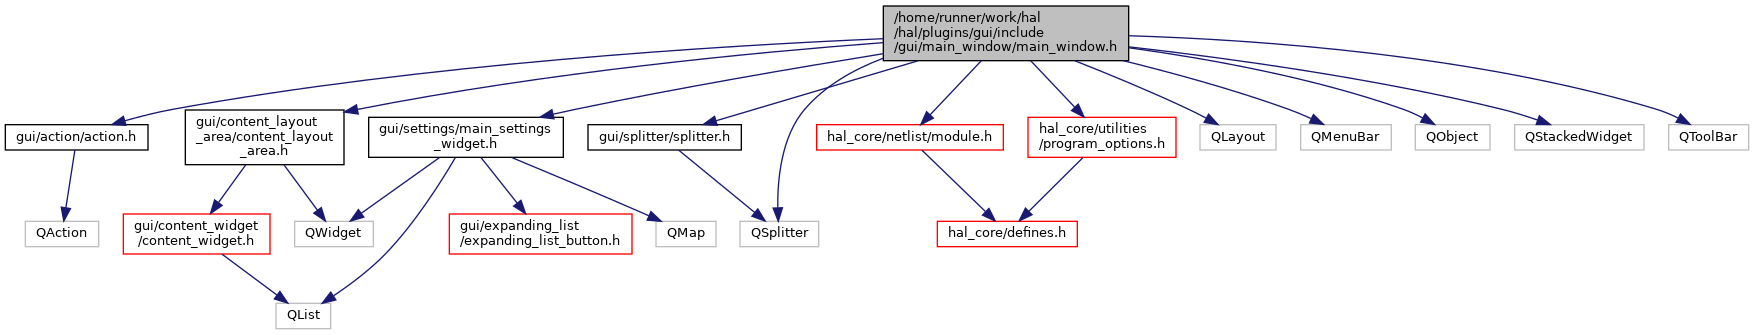 /home/runner/work/hal
/hal/plugins/gui/include
/gui/main_window/main_window.h
gui/action/action.h
gui/content_layout
_area/content_layout
_area.h
gui/settings/main_settings
_widget.h
gui/splitter/splitter.h
hal_core/netlist/module.h
hal_core/utilities
/program_options.h
QLayout
QMenuBar
QObject
QStackedWidget
QToolBar
QAction
gui/content_widget
/content_widget.h
QWidget
gui/expanding_list
/expanding_list_button.h
QMap
QSplitter
hal_core/defines.h
QList